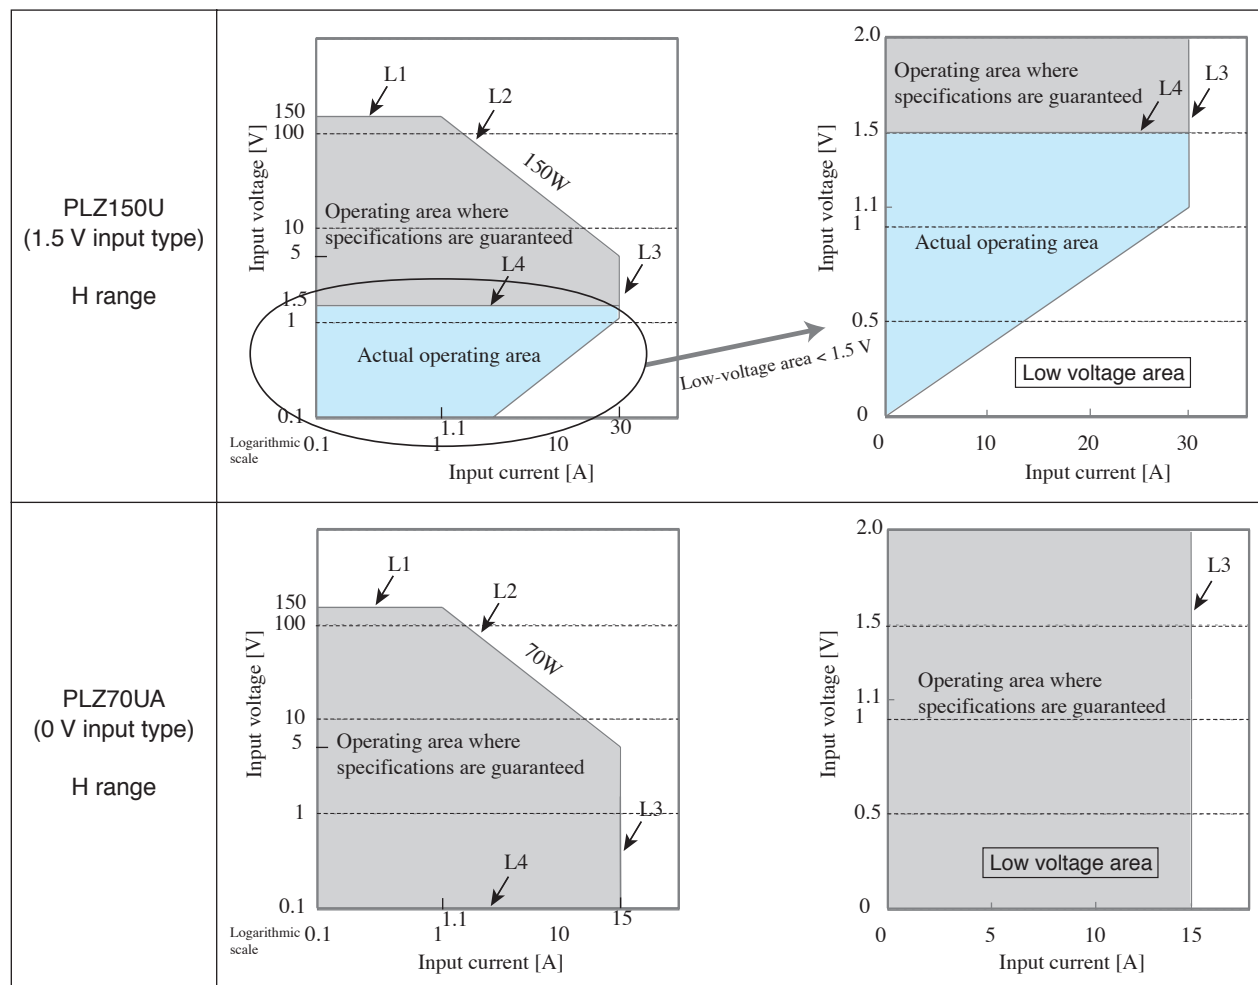 PLZ150U
(1.5 V input type)
H range
L1
L2
150W
150
100
10
5
1.5
1
0.1
Input voltage [V]
Operating area where
specifications are guaranteed
L3
L4
Actual operating area
Low-voltage area < 1.5 V
1.1
30
Logarithmic
scale
0.1
1
10
Input current [A]
2.0
1.5
1.1
1
0.5
0
Input voltage [V]
Operating area where
specifications are guaranteed
L4
L3
Actual operating area
Low voltage area
0
10
20
30
Input current [A]
PLZ70UA
(0 V input type)
H range
L1
L2
70W
150
100
10
5
1
0.1
Input voltage [V]
Operating area where
specifications are guaranteed
L3
L4
1.1
15
Logarithmic
scale
0.1
1
10
Input current [A]
2.0
1.5
1.1
1
0.5
0
Input voltage [V]
L3
Operating area where
specifications are guaranteed
Low voltage area
0
5
10
15
Input current [A]